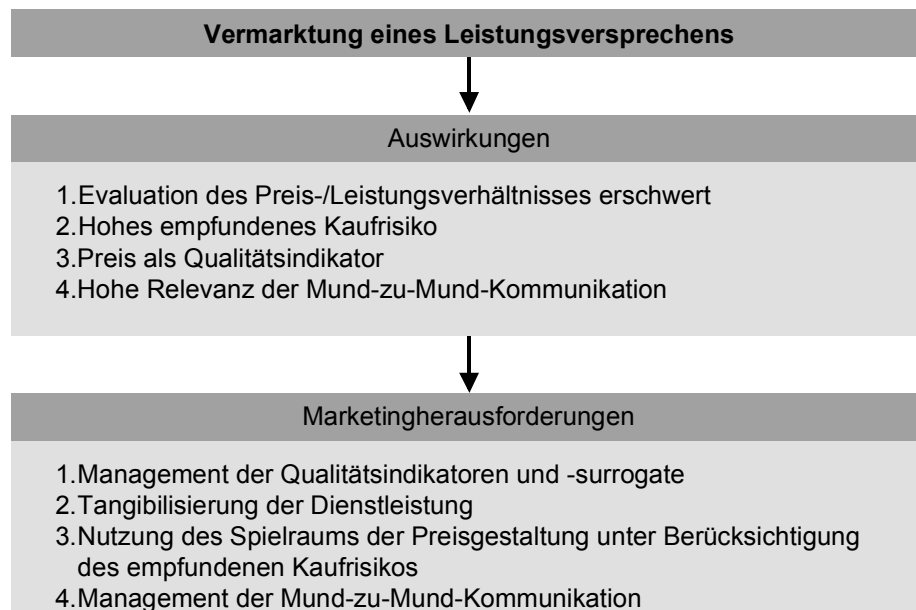 Vermarktung eines Leistungsversprechens
Auswirkungen
1.Evaluation des Preis-/Leistungsverhältnisses erschwert
2.Hohes empfundenes Kaufrisiko
3.Preis als Qualitätsindikator
4.Hohe Relevanz der Mund-zu-Mund-Kommunikation
Marketingherausforderungen
1.Management der Qualitätsindikatoren und -surrogate
2.Tangibilisierung der Dienstleistung
3.Nutzung des Spielraums der Preisgestaltung unter Berücksichtigung
des empfundenen Kaufrisikos
4.Management der Mund-zu-Mund-Kommunikation